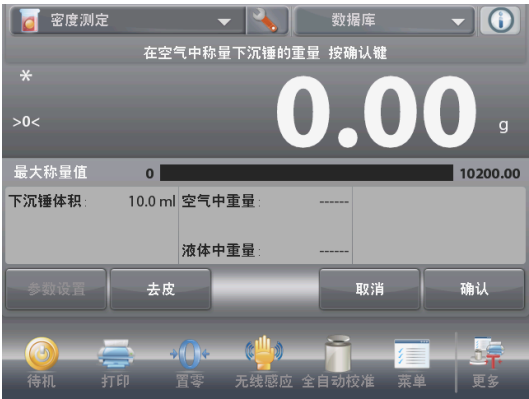 密度测定 数据库
在空气中称量下沉锤的重量 按确认键
*
>0<
0.00 g
最大称量值 0 10200.00
下沉锤体积: 10.0 ml 空气中重量: ------
液体中重量: ------
参数设置 去皮 取消 确认
待机 打印 置零 无线感应 全自动校准 菜单 更多